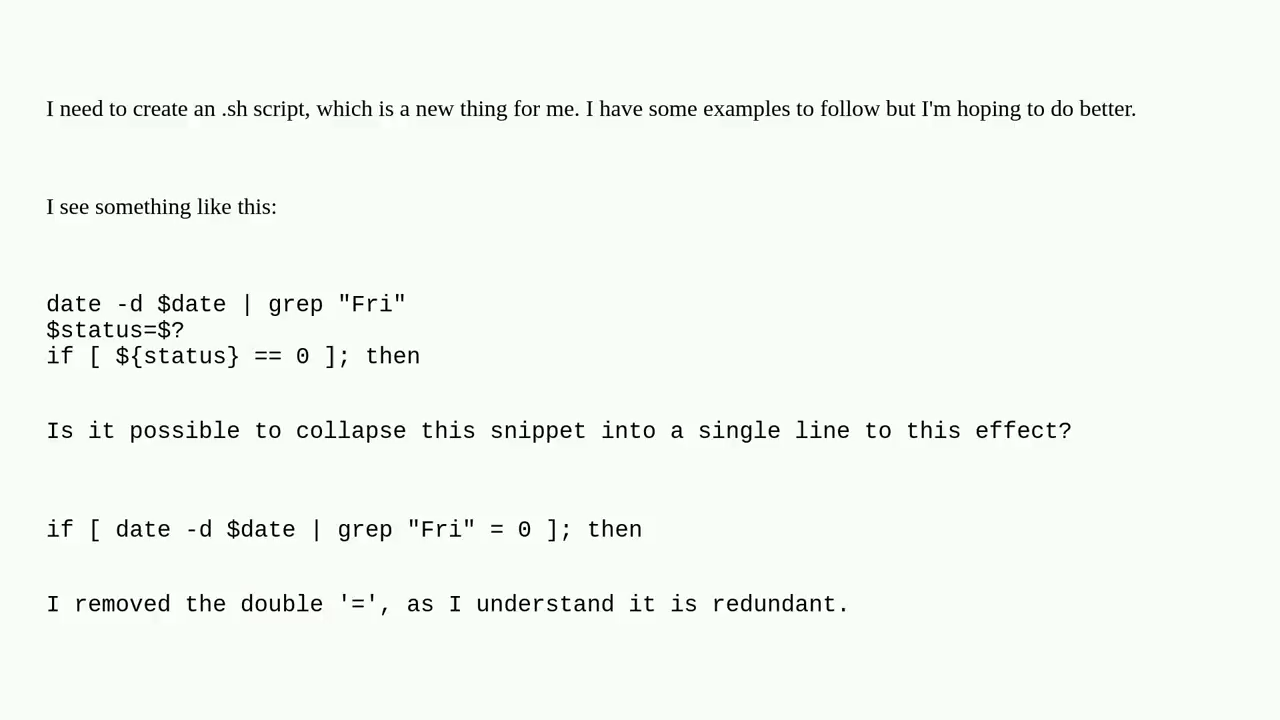 I need to create an .sh script, which is a new thing for me. I have some examples to follow but I'm hoping to do better.
I see something like this:
date -d $date | grep "Fri"
$status=$?
if [ ${status} == 0 ]; then
Is it possible to collapse this snippet into a single line to this effect?
if [ date -d $date | grep "Fri" = 0 ]; then
I removed the double '=', as I understand it is redundant.